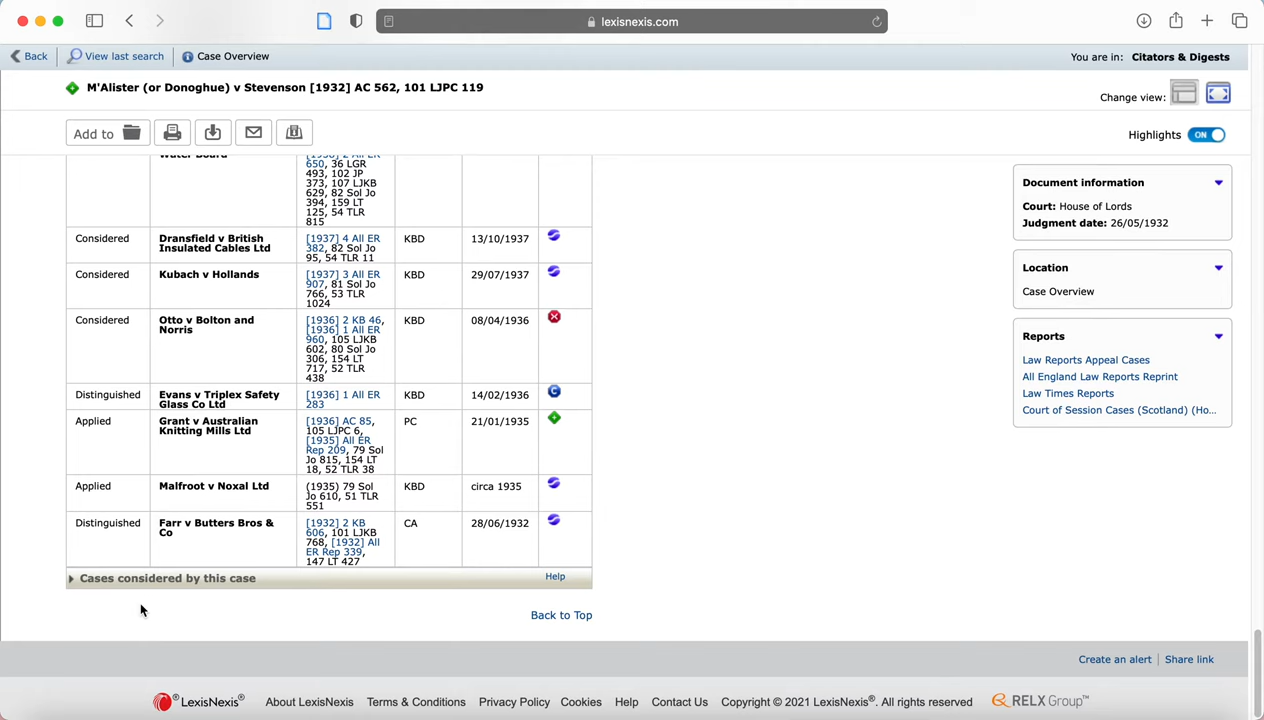 lexisnexis.com
Back
View last search
Case Overview
You are in: Citators & Digests
M'Alister (or Donoghue) v Stevenson [1932] AC 562, 101 LJPC 119
Change view:
Add to
Highlights ON
Water Board
[1938] 2 All ER
650, 36 LGR
493, 102 JP
373, 107 LJKB
629, 82 Sol Jo
394, 159 LT
125, 54 TLR
815
Considered
Dransfield v British
Insulated Cables Ltd
[1937] 4 All ER
382, 82 Sol Jo
95, 54 TLR 11
KBD
13/10/1937
Considered
Kubach v Hollands
[1937] 3 All ER
907, 81 Sol Jo
766, 53 TLR
1024
KBD
29/07/1937
Considered
Otto v Bolton and
Norris
[1936] 2 KB 46,
[1936] 1 All ER
960, 105 LJKB
602, 80 Sol Jo
306, 154 LT
717, 52 TLR
438
KBD
08/04/1936
Distinguished
Evans v Triplex Safety
Glass Co Ltd
[1936] 1 All ER
283
KBD
14/02/1936
C
Applied
Grant v Australian
Knitting Mills Ltd
[1936] AC 85,
105 LJPC 6,
[1935] All ER
Rep 209, 79 Sol
Jo 815, 154 LT
18, 52 TLR 38
PC
21/01/1935
Applied
Malfroot v Noxal Ltd
(1935) 79 Sol
Jo 610, 51 TLR
551
KBD
circa 1935
Distinguished
Farr v Butters Bros &
Co
[1932] 2 KB
606, 101 LJKB
768, [1932] All
ER Rep 339,
147 LT 427
CA
28/06/1932
Cases considered by this case
Help
Back to Top
Document information
Court: House of Lords
Judgment date: 26/05/1932
Location
Case Overview
Reports
Law Reports Appeal Cases
All England Law Reports Reprint
Law Times Reports
Court of Session Cases (Scotland) (Ho...
Create an alert | Share link
LexisNexis®
About LexisNexis
Terms & Conditions
Privacy Policy
Cookies
Help
Contact Us
Copyright © 2021 LexisNexis®. All rights reserved
RELX Group™